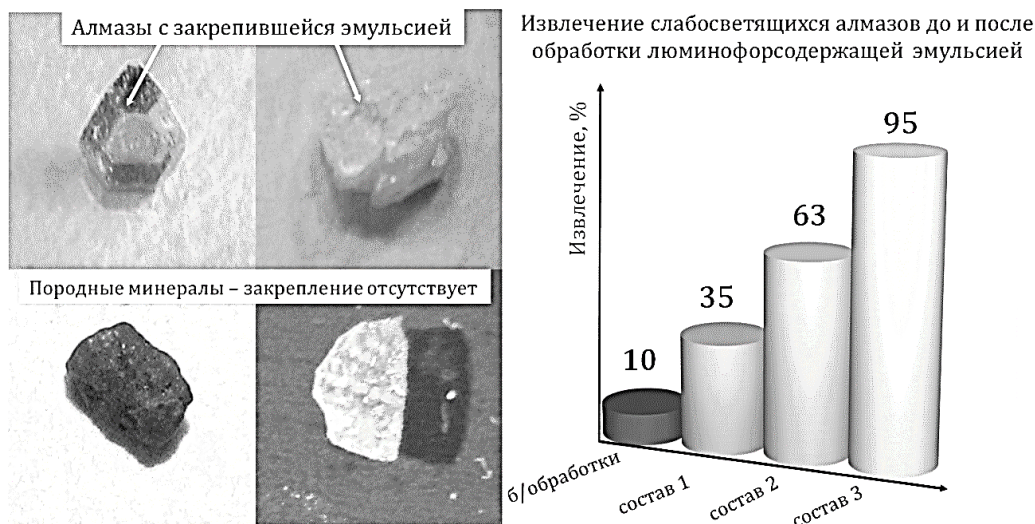 Алмазы с закрепившейся эмульсией
Породные минералы – закрепление отсутствует
Извлечение слабосветящихся алмазов до и после
обработки люминофорсодержащей эмульсией
Извлечение, %
10
35
63
95
б/обработки
состав 1
состав 2
состав 3